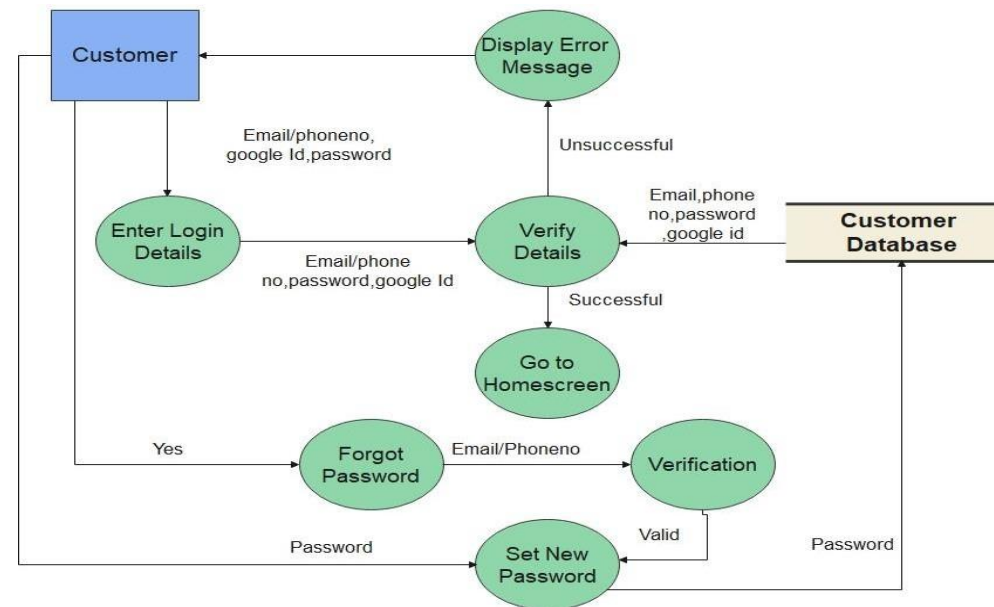 Customer
Display Error
Message
Email/phoneno,
google Id,password
Unsuccessful
Enter Login
Details
Email/phone
no,password,google Id
Verify
Details
Email,phone
no,password
,google id
Customer
Database
Successful
Go to
Homescreen
Yes
Forgot
Password
Email/Phoneno
Verification
Valid
Password
Set New
Password
Password